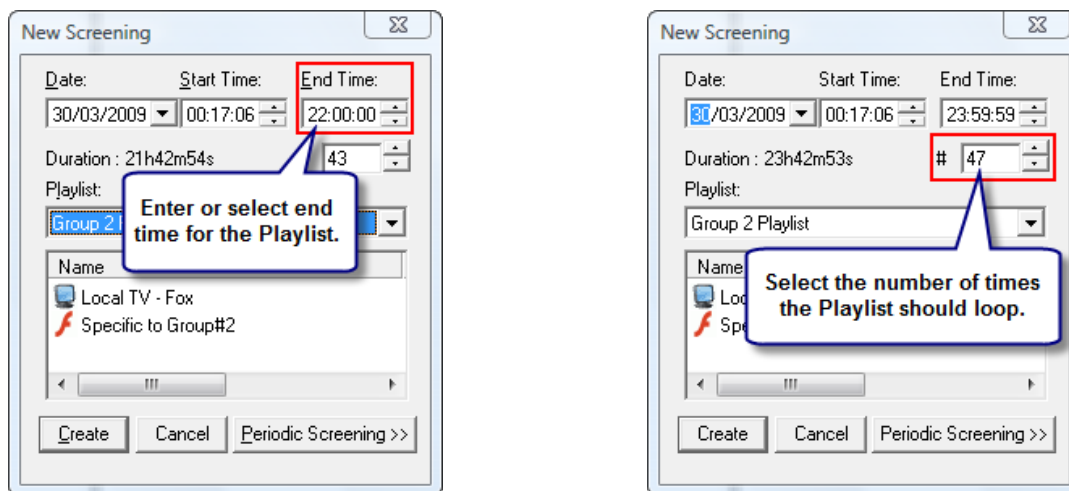 New Screening
Date: Start Time: End Time:
30/03/2009 00:17:06 22:00:00
Duration : 21h42m54s 43
Playlist:
Group 2
Enter or select end
time for the Playlist.
Name
Local TV - Fox
Specific to Group#2
Create Cancel Periodic Screening >>
New Screening
Date: Start Time: End Time:
30/03/2009 00:17:06 23:59:59
Duration : 23h42m53s # 47
Playlist:
Group 2 Playlist
Name
Select the number of times
the Playlist should loop.
Create Cancel Periodic Screening >>